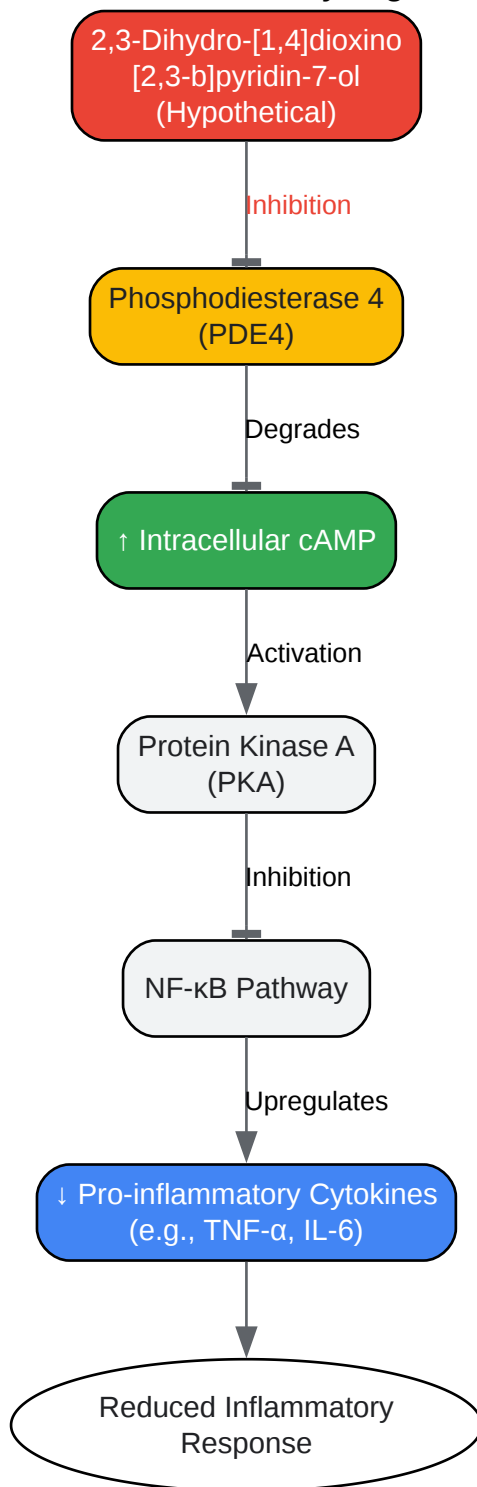 2,3-Dihydro-[1,4]dioxino
[2,3-b]pyridin-7-ol
(Hypothetical)
Inhibition
Phosphodiesterase 4
(PDE4)
Degrades
↑ Intracellular cAMP
Activation
Protein Kinase A
(PKA)
Inhibition
NF-κB Pathway
Upregulates
↓ Pro-inflammatory Cytokines
(e.g., TNF-α, IL-6)
Reduced Inflammatory
Response